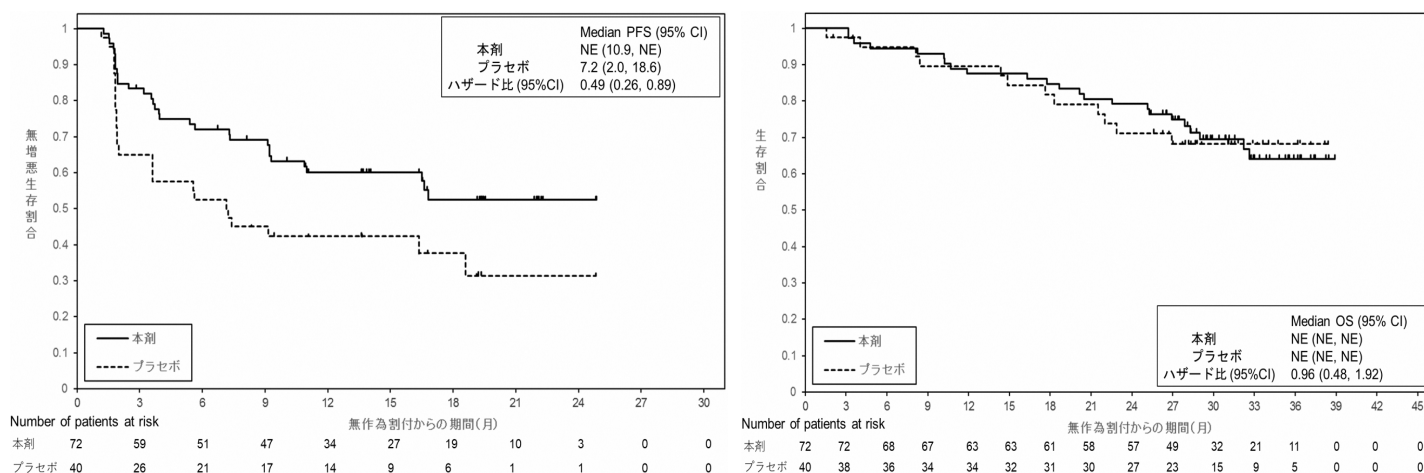 Median PFS (95% CI)
本剤 NE (10.9, NE)
プラセボ 7.2 (2.0, 18.6)
ハザード比 (95%CI) 0.49 (0.26, 0.89)
無増悪生存割合
1
0.9
0.8
0.7
0.6
0.5
0.4
0.3
0.2
0.1
0
本剤
プラセボ
0 3 6 9 12 15 18 21 24 27 30
Number of patients at risk
無作為割付からの期間(月)
本剤 72 59 51 47 34 27 19 10 3 0 0
プラセボ 40 26 21 17 14 9 6 1 1 0 0
生存割合
1
0.9
0.8
0.7
0.6
0.5
0.4
0.3
0.2
0.1
0
本剤
プラセボ
Median OS (95% CI)
本剤 NE (NE, NE)
プラセボ NE (NE, NE)
ハザード比 (95%CI) 0.96 (0.48, 1.92)
0 3 6 9 12 15 18 21 24 27 30 33 36 39 42 45
Number of patients at risk
無作為割付からの期間(月)
本剤 72 72 68 67 63 63 61 58 57 49 32 21 11 0 0 0
プラセボ 40 38 36 34 34 32 31 30 27 23 15 9 5 0 0 0